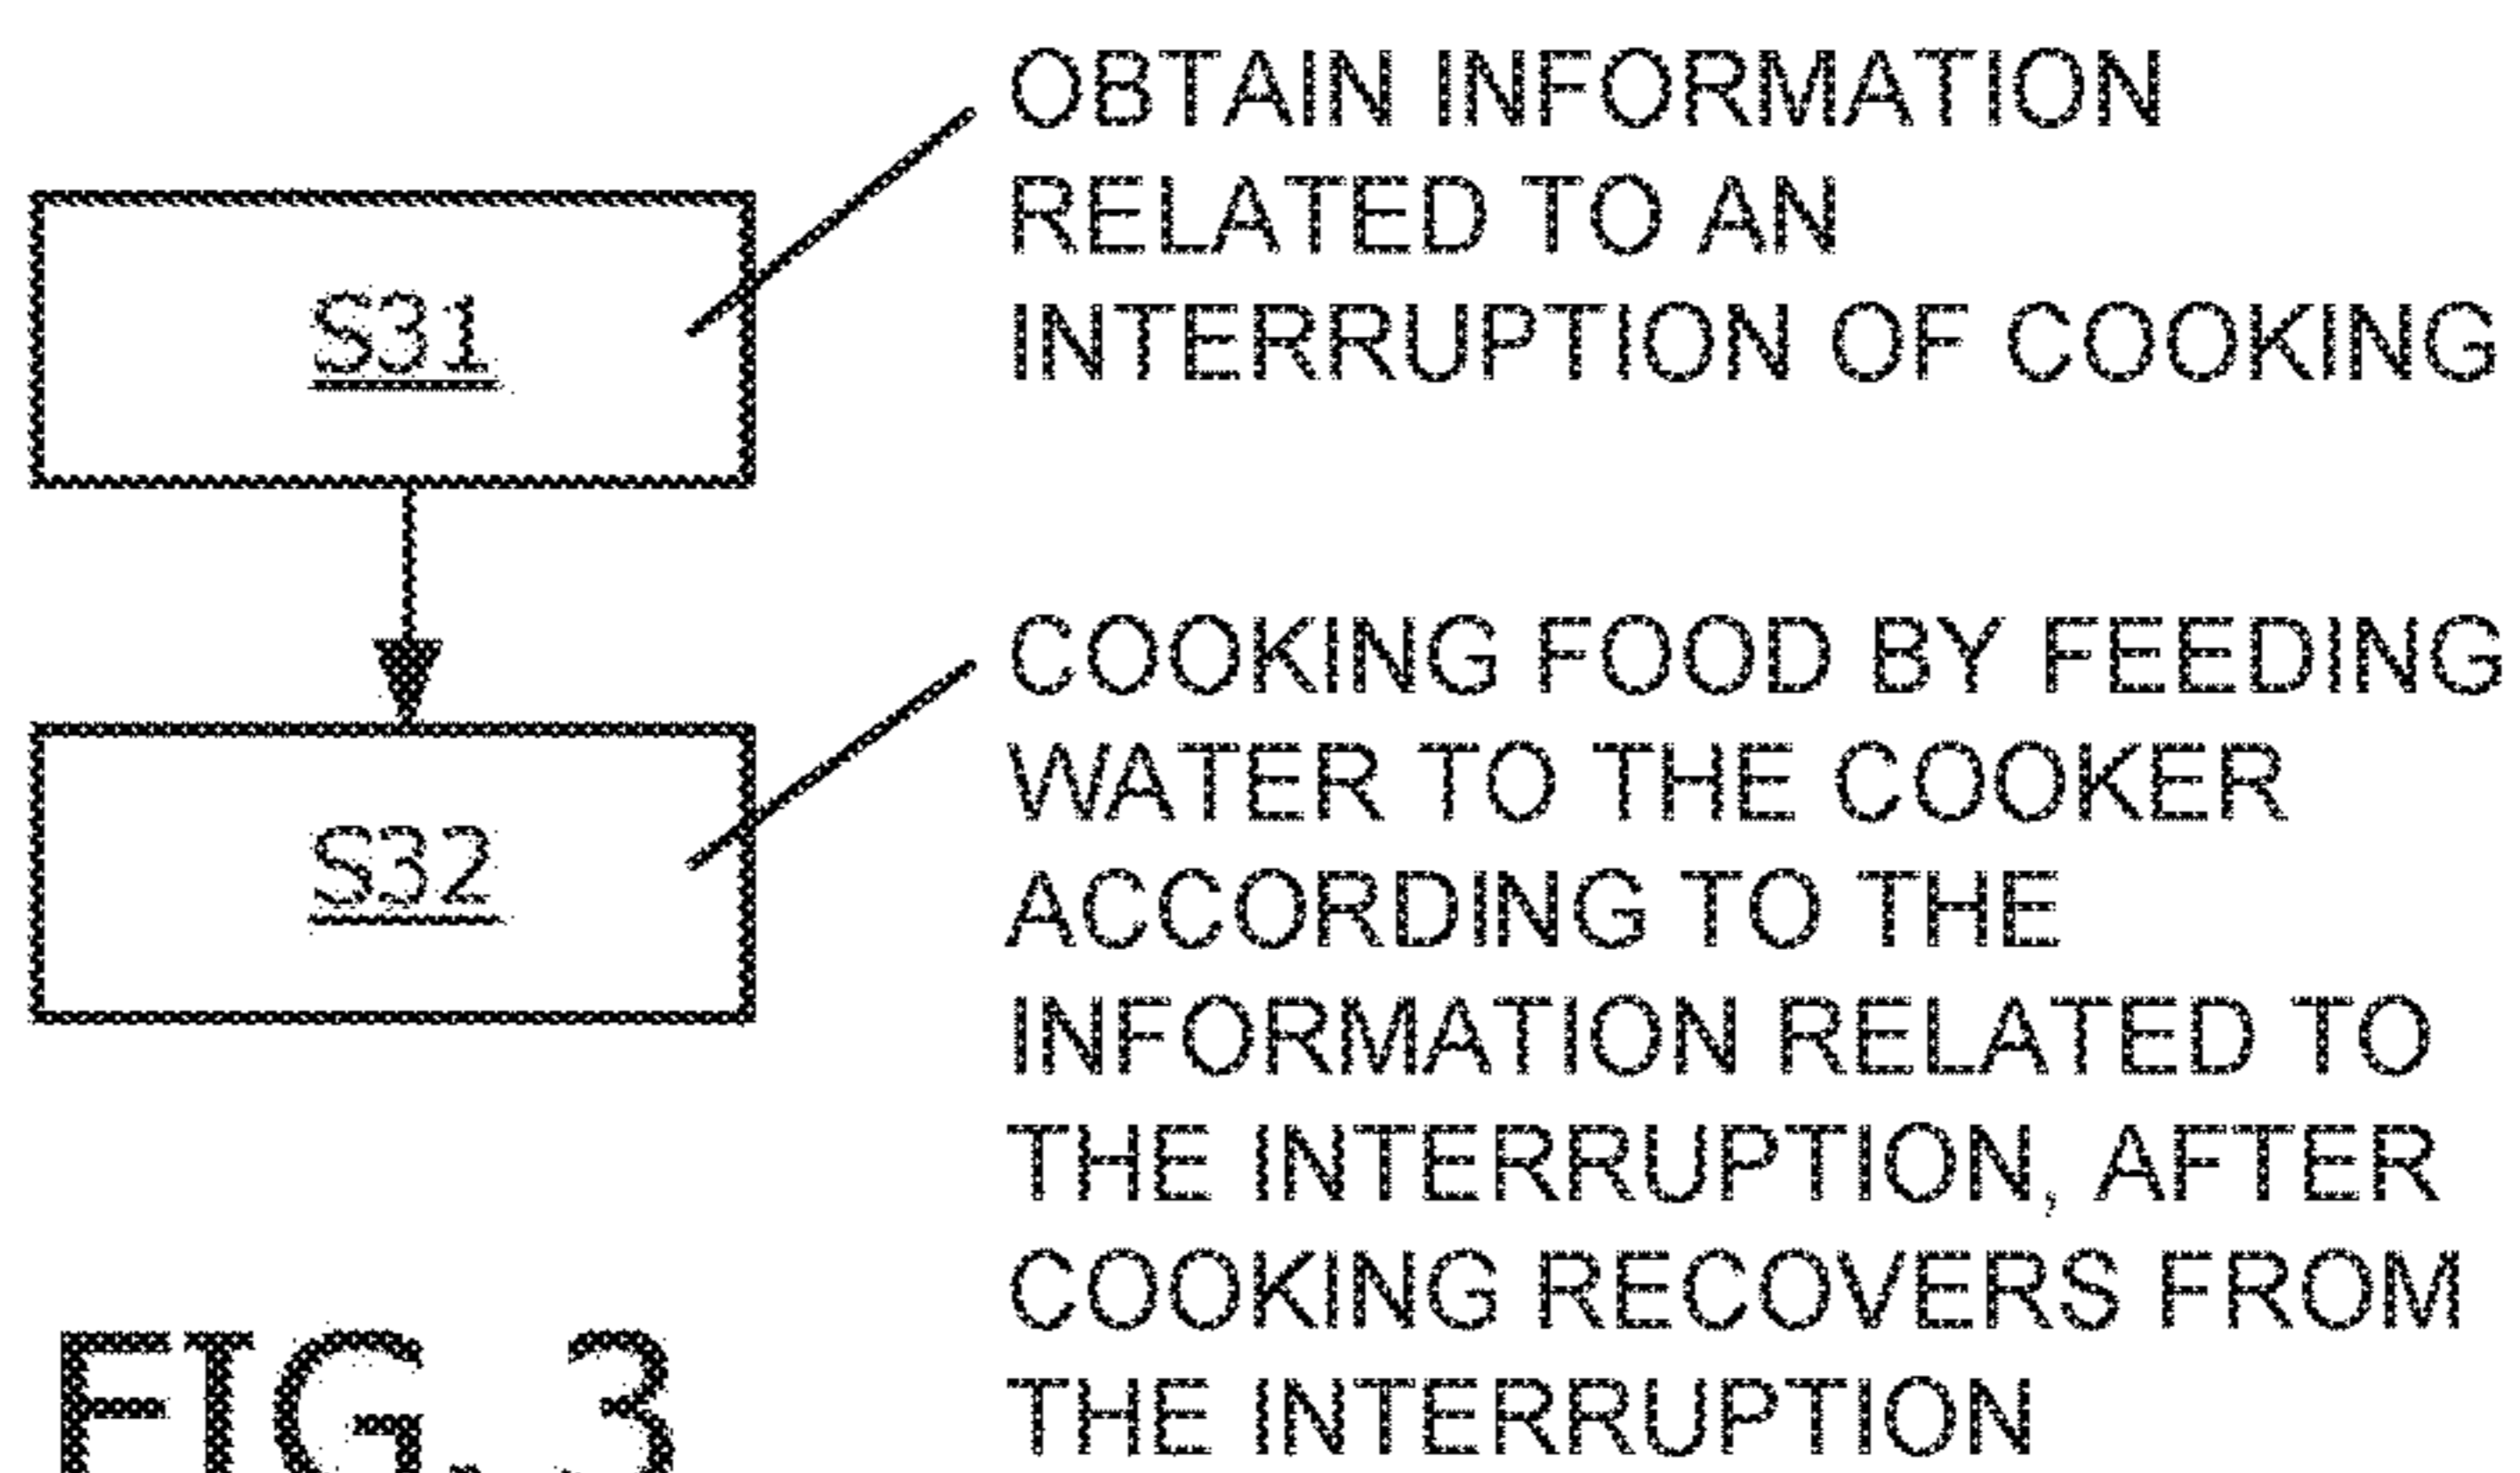 OBTAIN INFORMATION
RELATED TO AN
INTERRUPTION OF COOKING
S31
COOKING FOOD BY FEEDING
WATER TO THE COOKER
ACCORDING TO THE
INFORMATION RELATED TO
THE INTERRUPTION, AFTER
COOKING RECOVERS FROM
THE INTERRUPTION
S32
FIG. 3